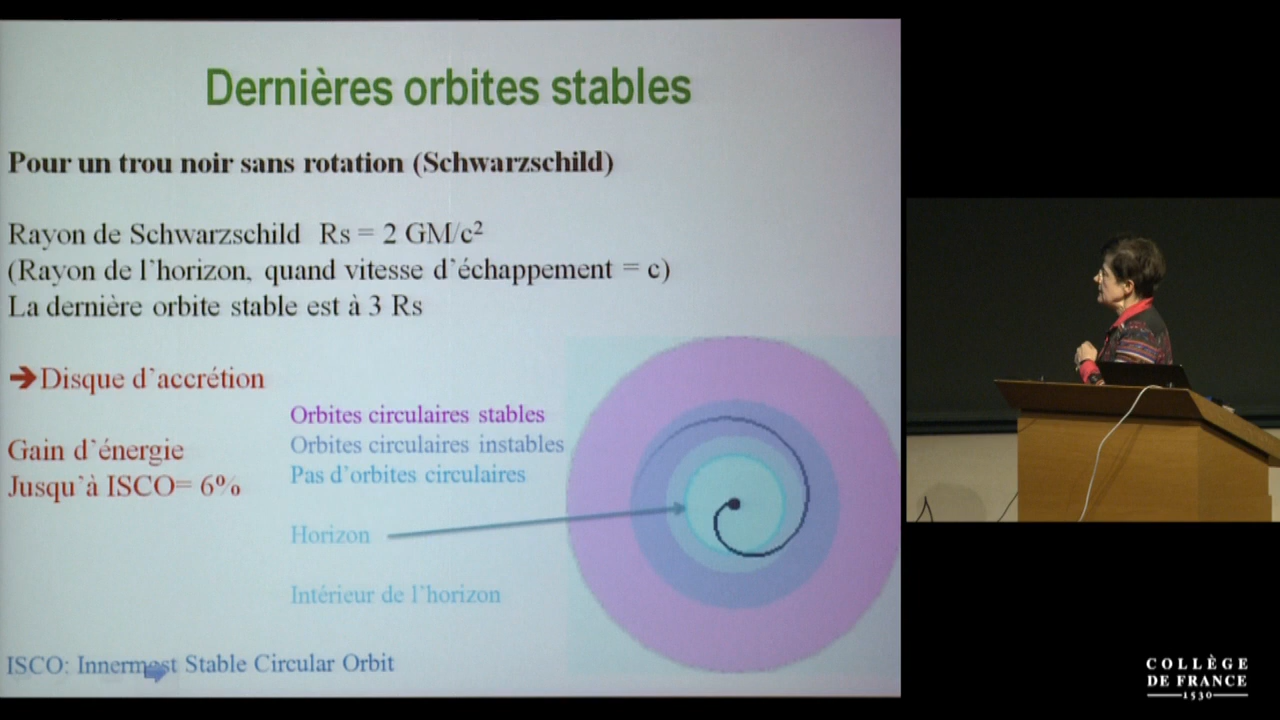 Dernières orbites stables
Pour un trou noir sans rotation (Schwarzschild)
Rayon de Schwarzschild Rs = 2 GM/c²
(Rayon de l'horizon, quand vitesse d'échappement = c)
La dernière orbite stable est à 3 Rs
➔Disque d'accrétion
Gain d'énergie
Jusqu'à ISCO= 6%
Orbites circulaires stables
Orbites circulaires instables
Pas d'orbites circulaires
Horizon
Intérieur de l'horizon
ISCO: Innermost Stable Circular Orbit
COLLÈGE
DE FRANCE
1530